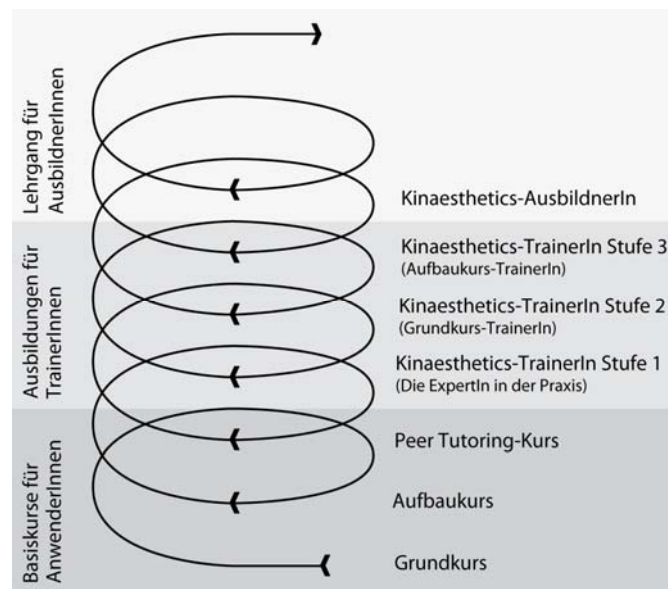 Lehrgang für
AusbildnerInnen
Kinaesthetics-AusbildnerIn
Ausbildungen für
TrainerInnen
Kinaesthetics-TrainerIn Stufe 3
(Aufbaukurs-TrainerIn)
Kinaesthetics-TrainerIn Stufe 2
(Grundkurs-TrainerIn)
Kinaesthetics-TrainerIn Stufe 1
(Die ExpertIn in der Praxis)
Basiskurse für
AnwenderInnen
Peer Tutoring-Kurs
Aufbaukurs
Grundkurs